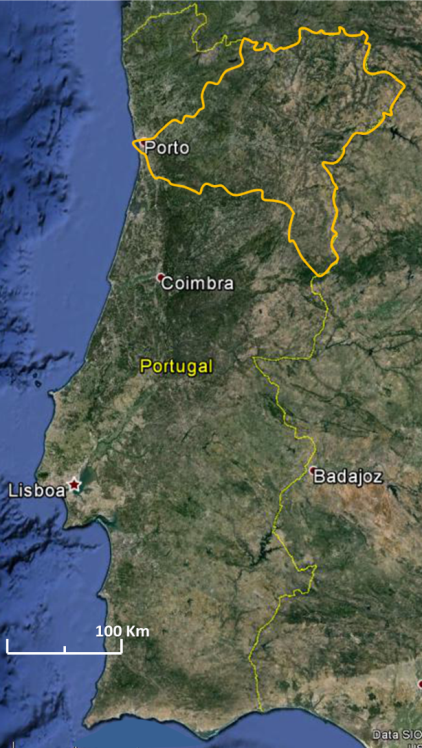 Porto
Coimbra
Portugal
Lisboa
Badajoz
100 Km
Data SIO